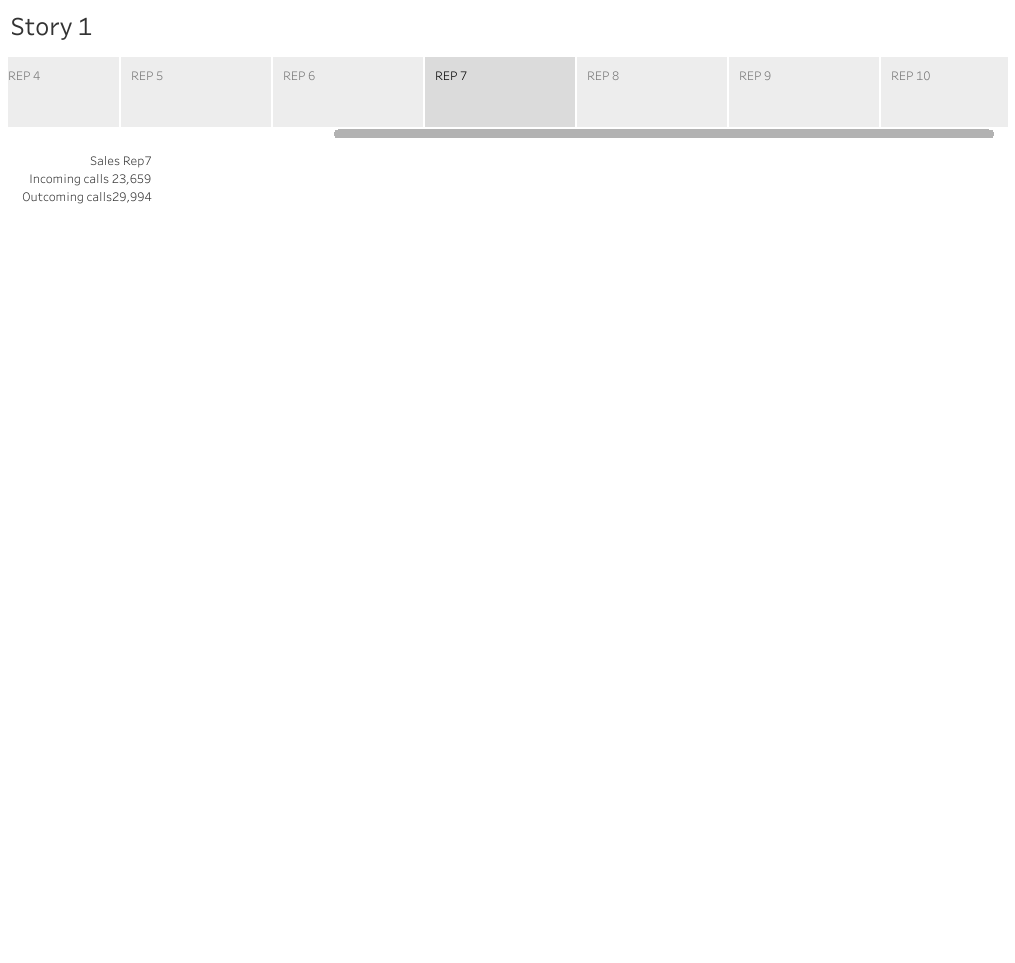 Story 1
REP 4
REP 5
REP 6
REP 7
REP 8
REP 9
REP 10
Sales Rep7
Incoming calls 23,659
Outcoming calls29,994